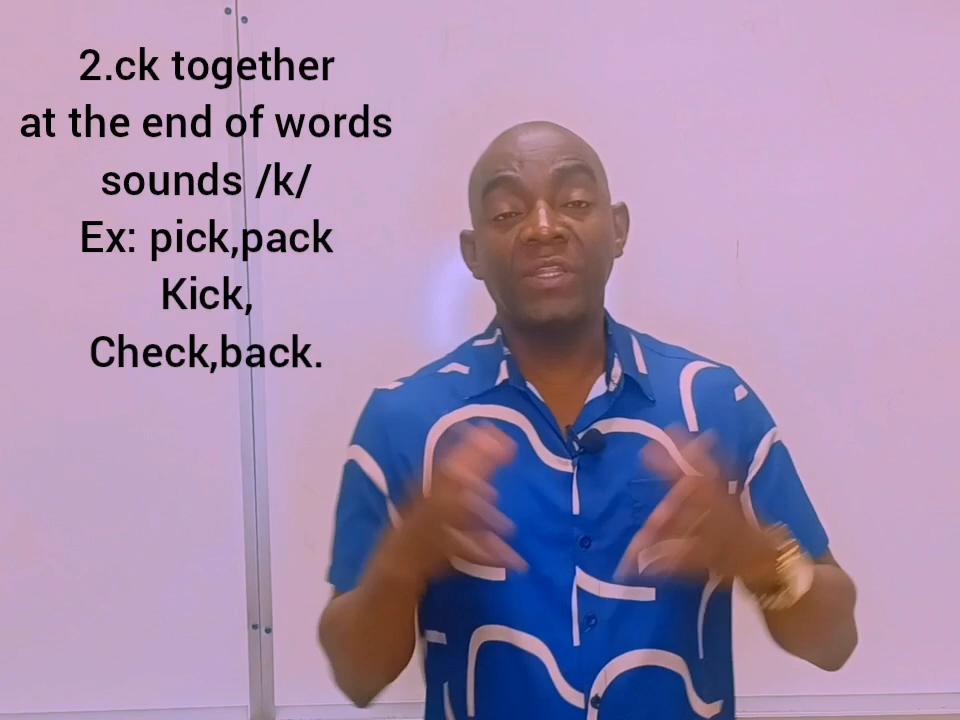 2.ck together
at the end of words
sounds /k/
Ex: pick,pack
Kick,
Check,back.